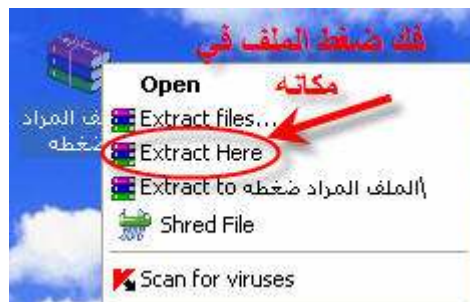 فك ضغط الملف في
مكانه
Open
Extract files...
ف المراد
ضغطه
Extract Here
Extract to الملف المراد ضغطه\
Shred File
Scan for viruses